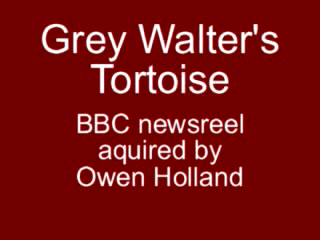 Grey Walter's
Tortoise
BBC newsreel
aquired by
Owen Holland